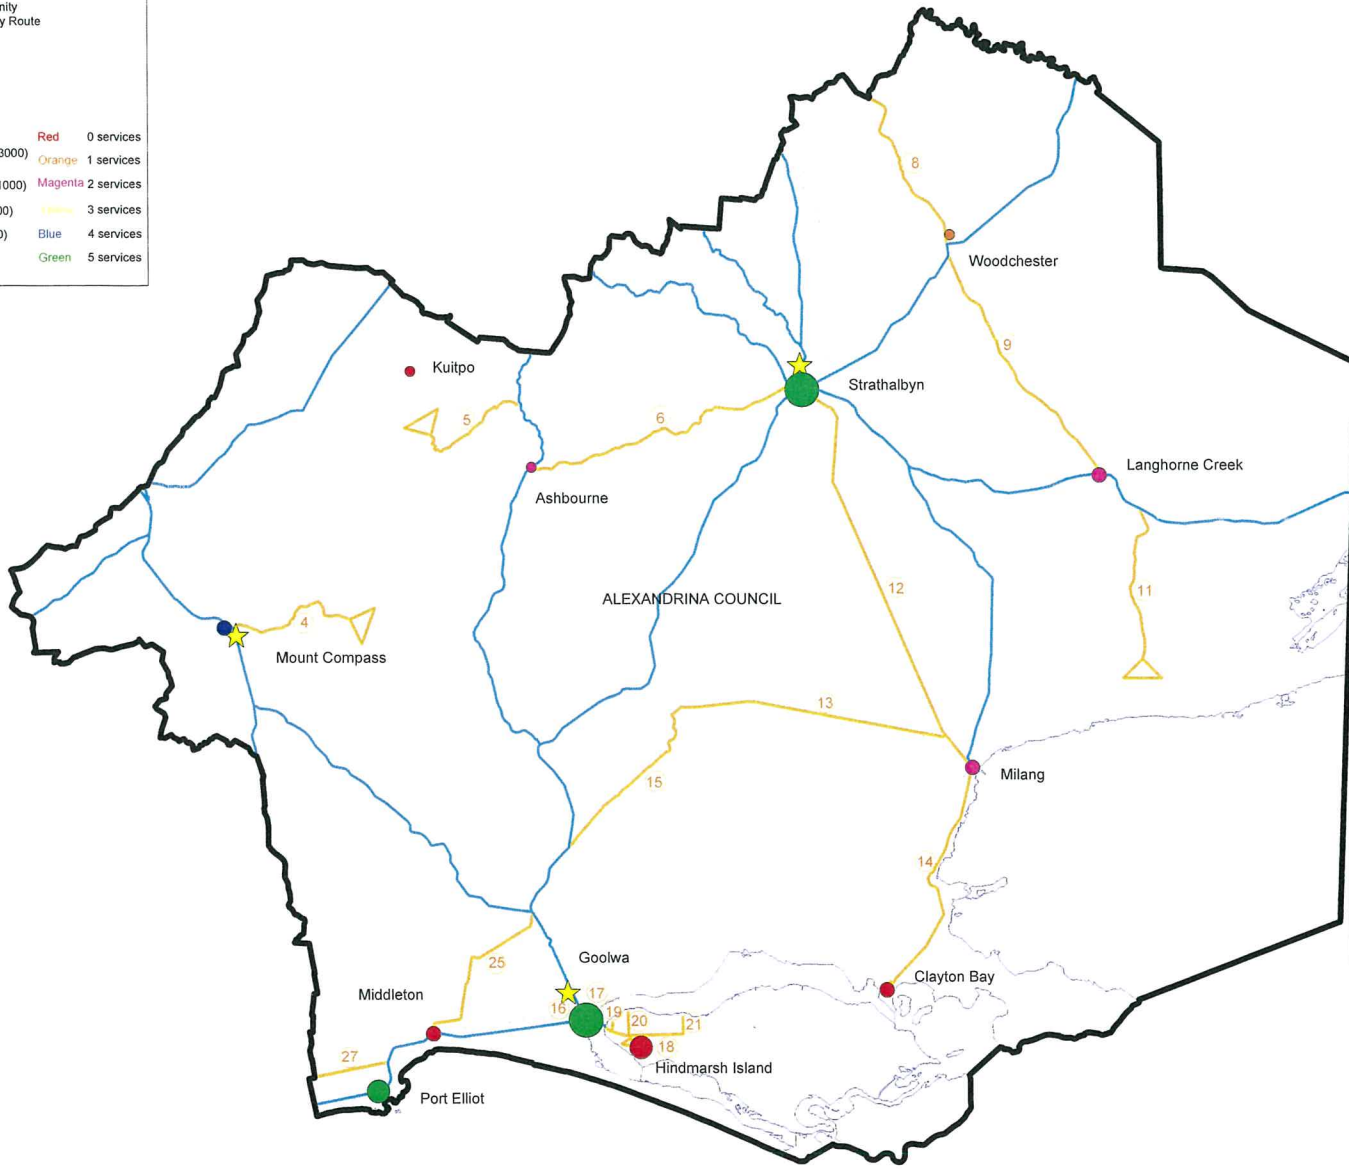 nity
y Route
Red 0 services
3000)
Orange 1 services
1000)
Magenta 2 services
00)
3 services
0)
Blue 4 services
Green 5 services
8
Woodchester
9
Kuitpo
Strathalbyn
5
6
Langhorne Creek
Ashbourne
12
11
ALEXANDRINA COUNCIL
4
Mount Compass
13
15
Milang
14
Goolwa
25
Clayton Bay
Middleton
17
16
19
20
21
18
27
Hindmarsh Island
Port Elliot